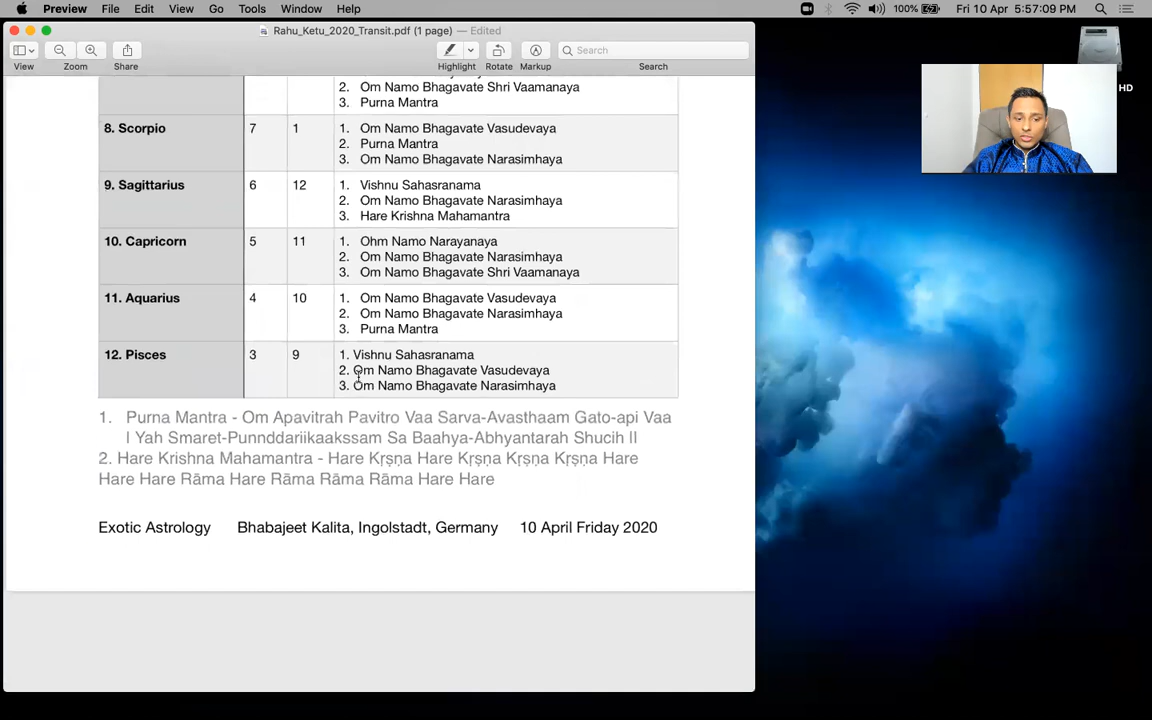 Preview File Edit View Go Tools Window Help 100% Fri 10 Apr 5:57:09 PM
Rahu_Ketu_2020_Transit.pdf (1 page) — Edited
Search
View Zoom Share Highlight Rotate Markup Search
HD
2. Om Namo Bhagavate Shri Vaamanaya
3. Purna Mantra
8. Scorpio 7 1 1. Om Namo Bhagavate Vasudevaya
2. Purna Mantra
3. Om Namo Bhagavate Narasimhaya
9. Sagittarius 6 12 1. Vishnu Sahasranama
2. Om Namo Bhagavate Narasimhaya
3. Hare Krishna Mahamantra
10. Capricorn 5 11 1. Ohm Namo Narayanaya
2. Om Namo Bhagavate Narasimhaya
3. Om Namo Bhagavate Shri Vaamanaya
11. Aquarius 4 10 1. Om Namo Bhagavate Vasudevaya
2. Om Namo Bhagavate Narasimhaya
3. Purna Mantra
12. Pisces 3 9 1. Vishnu Sahasranama
2. Om Namo Bhagavate Vasudevaya
3. Om Namo Bhagavate Narasimhaya
1. Purna Mantra - Om Apavitrah Pavitro Vaa Sarva-Avasthaam Gato-api Vaa
| Yah Smaret-Punnddariikaakssam Sa Baahya-Abhyantarah Shucih ||
2. Hare Krishna Mahamantra - Hare Kṛṣṇa Hare Kṛṣṇa Kṛṣṇa Kṛṣṇa Hare
Hare Hare Rāma Hare Rāma Rāma Rāma Hare Hare
Exotic Astrology Bhabajeet Kalita, Ingolstadt, Germany 10 April Friday 2020